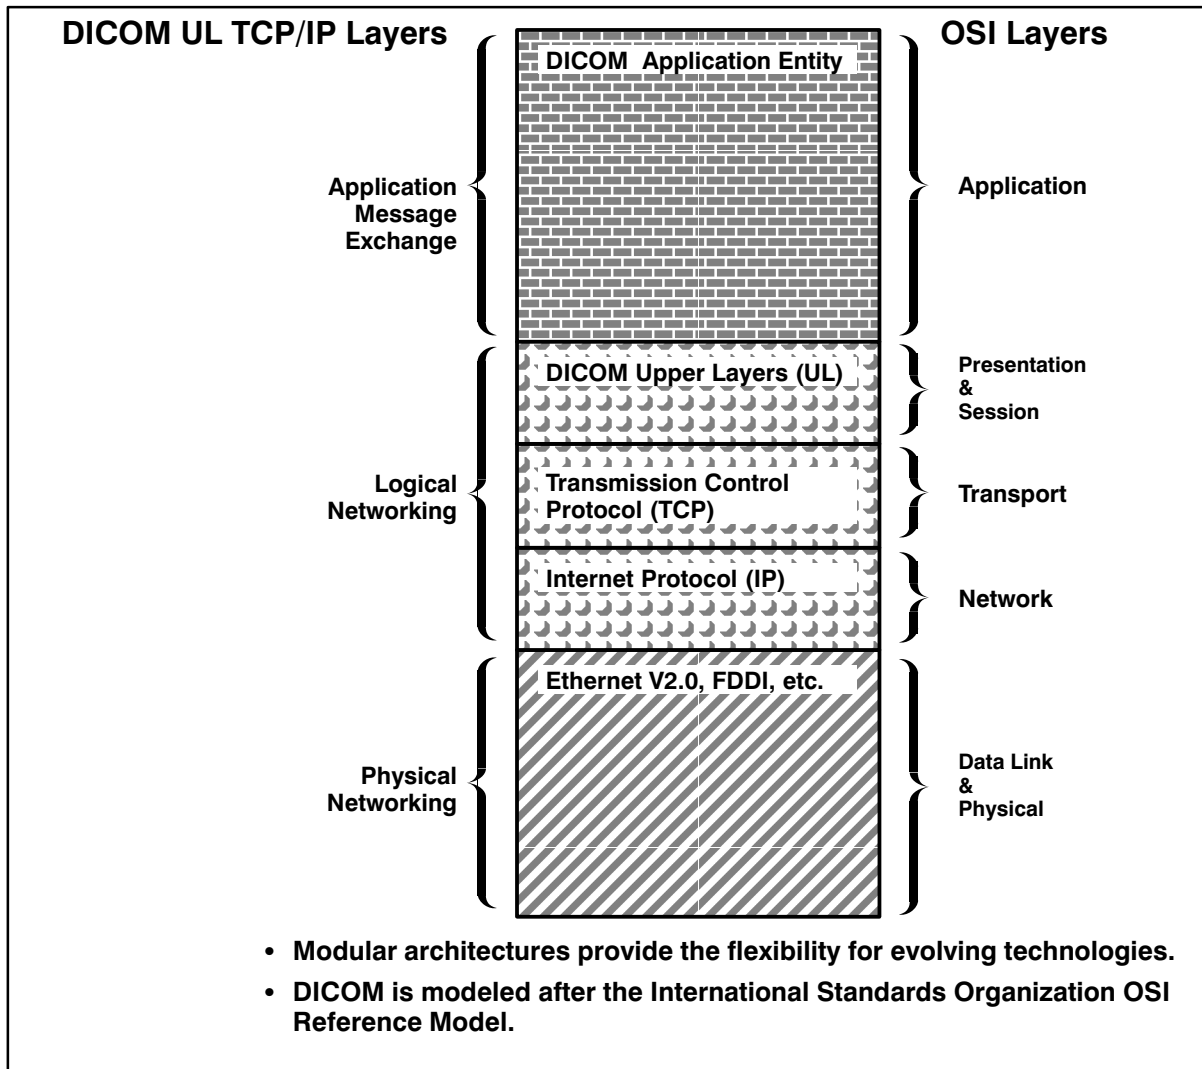 DICOM UL TCP/IP Layers
OSI Layers
DICOM Application Entity
Application
Message
Exchange
Application
DICOM Upper Layers (UL)
Presentation
&
Session
Logical
Networking
Transmission Control
Protocol (TCP)
Transport
Internet Protocol (IP)
Network
Ethernet V2.0, FDDI, etc.
Physical
Networking
Data Link
&
Physical
• Modular architectures provide the flexibility for evolving technologies.
• DICOM is modeled after the International Standards Organization OSI
Reference Model.